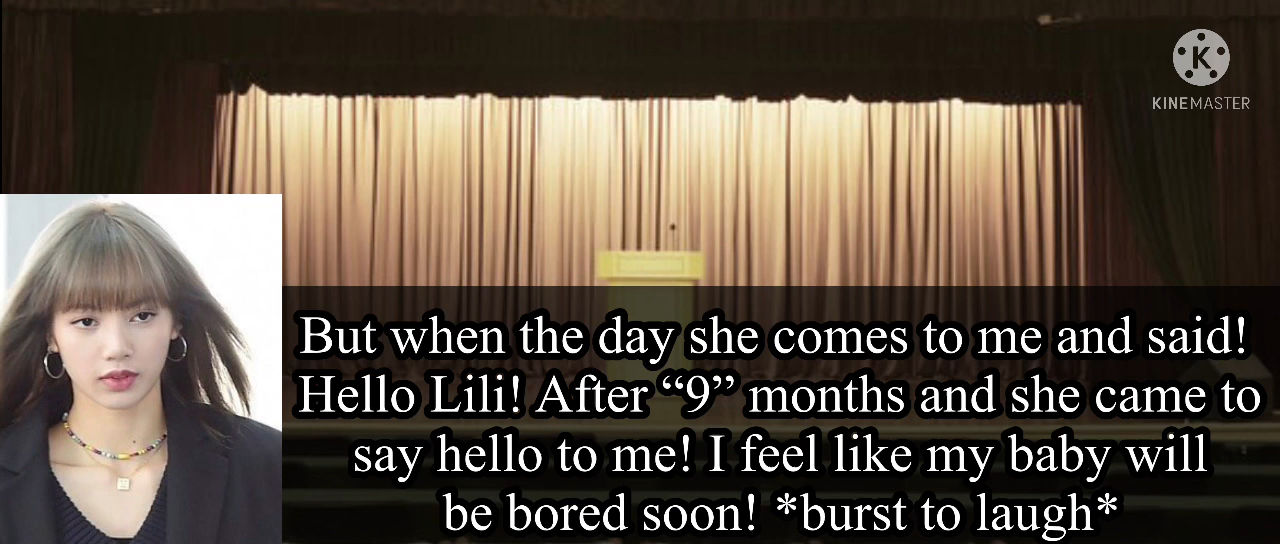 KINEMASTER
But when the day she comes to me and said!
Hello Lili! After “9” months and she came to
say hello to me! I feel like my baby will
be bored soon! *burst to laugh*